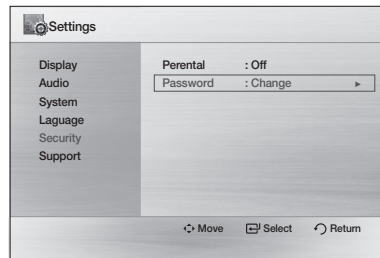 Settings
Display
Audio
System
Laguage
Security
Support
Perental : Off
Password : Change ►
Move Select Return